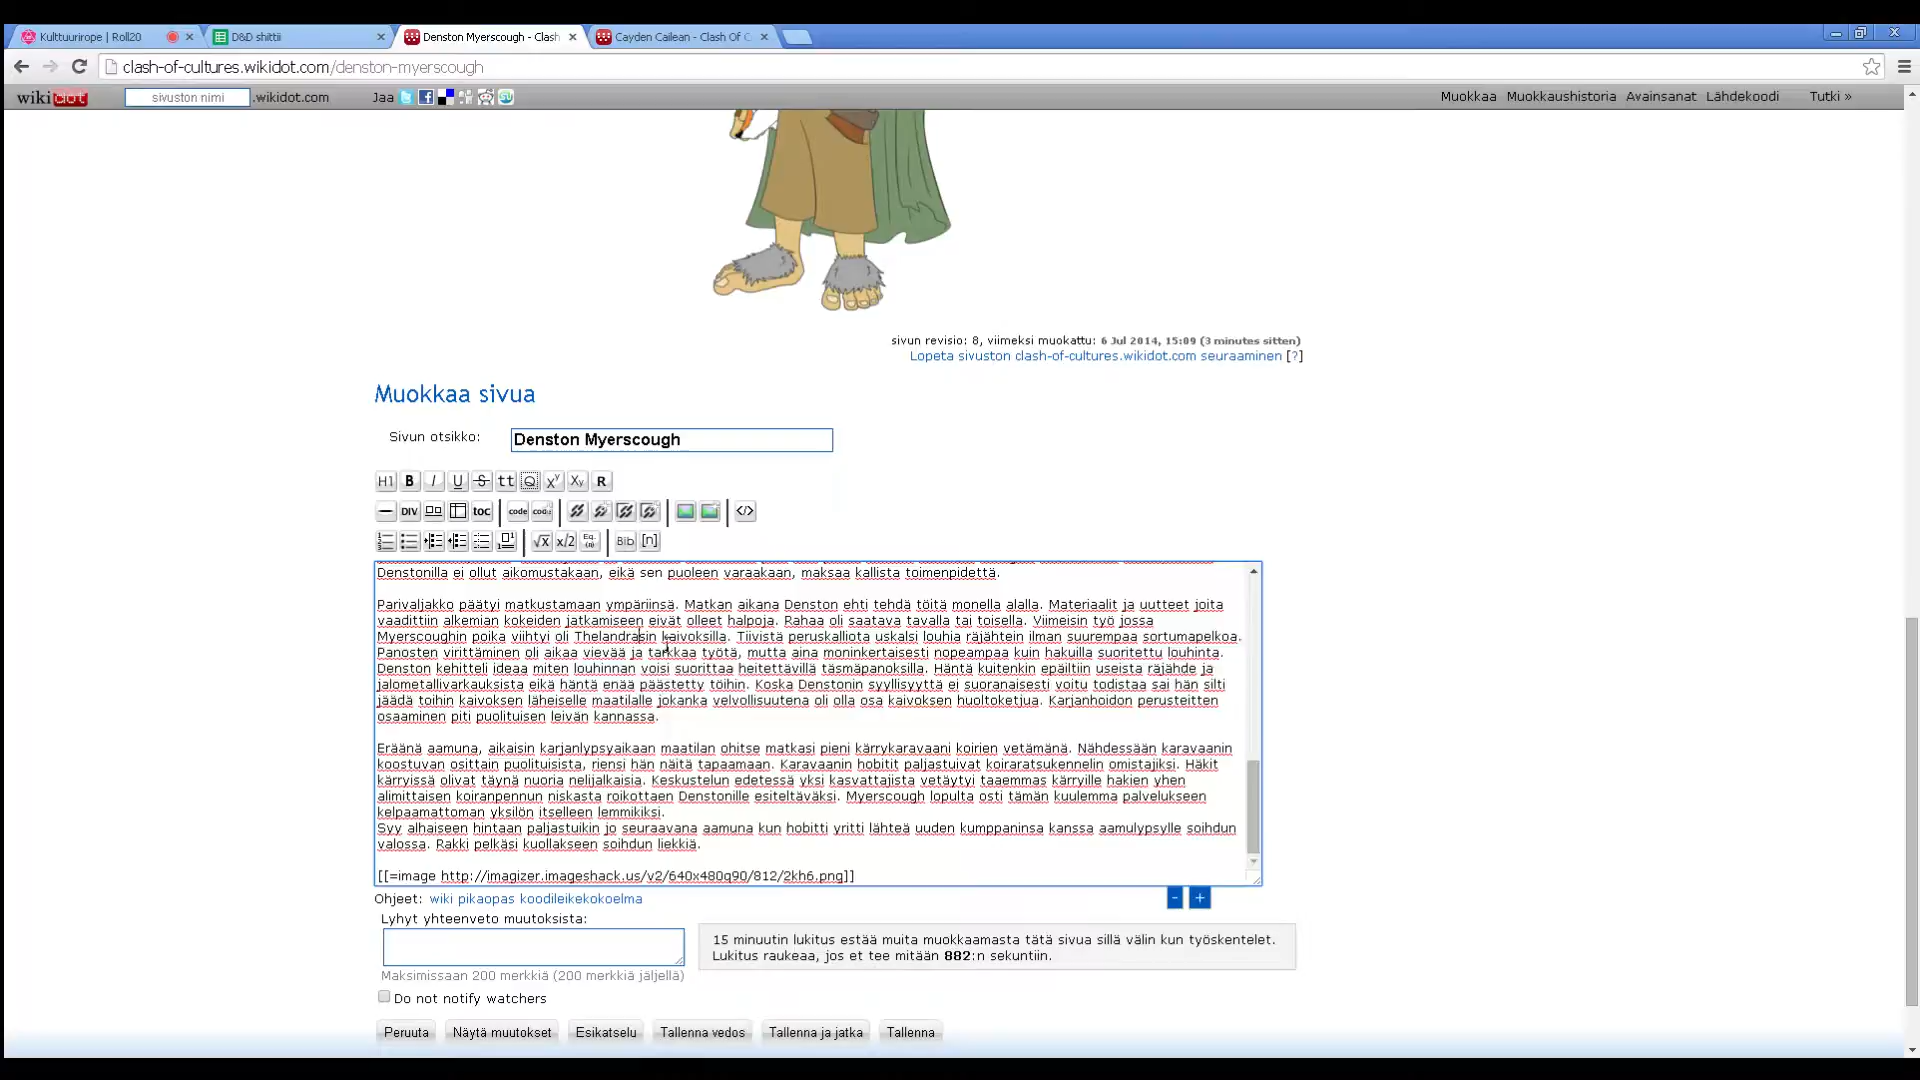 Kulttuurirope | Roll20
D&D shittii
Denston Myerscough - Clash
Cayden Cailean - Clash Of C
clash-of-cultures.wikidot.com/denston-myerscough
wikidot
sivuston nimi .wikidot.com
Jaa
Muokkaa Muokkaushistoria Avainsanat Lähdekoodi Tutki »
sivun revisio: 8, viimeksi muokattu: 6 Jul 2014, 15:09 (3 minutes sitten)
Lopeta sivuston clash-of-cultures.wikidot.com seuraaminen [?]
Muokkaa sivua
Sivun otsikko: Denston Myerscough
H1 B I U S tt Q X^y X_y R
DIV toc code code </>
√x x/2 Eq. (n) Bib [n]
Denstonilla ei ollut aikomustakaan, eikä sen puoleen varaakaan, maksaa kallista toimenpidettä.
Parivaljakko päätyi matkustamaan ympäriinsä. Matkan aikana Denston ehti tehdä töitä monella alalla. Materiaalit ja uutteet joita
vaadittiin alkemian kokeiden jatkamiseen eivät olleet halpoja. Rahaa oli saatava tavalla tai toisella. Viimeisin työ jossa
Myerscoughin poika viihtyi oli Thelandrasin kaivoksilla. Tiivistä peruskalliota uskalsi louhia räjähtein ilman suurempaa sortumapelkoa.
Panosten virittäminen oli aikaa vievää ja tarkkaa työtä, mutta aina moninkertaisesti nopeampaa kuin hakuilla suoritettu louhinta.
Denston kehitteli ideaa miten louhinnan voisi suorittaa heitettävillä täsmäpanoksilla. Häntä kuitenkin epäiltiin useista räjähde ja
jalometallivarkauksista eikä häntä enää päästetty töihin. Koska Denstonin syyllisyyttä ei suoranaisesti voitu todistaa sai hän silti
jäädä toihin kaivoksen läheiselle maatilalle jokanka velvollisuutena oli olla osa kaivoksen huoltoketjua. Karjanhoidon perusteitten
osaaminen piti puolituisen leivän kannassa.
Eräänä aamuna, aikaisin karjanlypsyaikaan maatilan ohitse matkasi pieni kärrykaravaani koirien vetämänä. Nähdessään karavaanin
koostuvan osittain puolituisista, riensi hän näitä tapaamaan. Karavaanin hobitit paljastuivat koiraratsukennelin omistajiksi. Häkit
kärryissä olivat täynä nuoria nelijalkaisia. Keskustelun edetessä yksi kasvattajista vetäytyi taaemmas kärryille hakien yhen
alimittaisen koiranpennun niskasta roikottaen Denstonille esiteltäväksi. Myerscough lopulta osti tämän kuulemma palvelukseen
kelpaamattoman yksilön itselleen lemmikiksi.
Syy alhaiseen hintaan paljastuikin jo seuraavana aamuna kun hobitti yritti lähteä uuden kumppaninsa kanssa aamulypsylle soihdun
valossa. Rakki pelkäsi kuollakseen soihdun liekkiä.
[[=image http://imagizer.imageshack.us/v2/640x480q90/812/2kh6.png]]
Ohjeet: wiki pikaopas koodileikekokoelma
- +
Lyhyt yhteenveto muutoksista:
15 minuutin lukitus estää muita muokkaamasta tätä sivua sillä välin kun työskentelet.
Lukitus raukeaa, jos et tee mitään 882:n sekuntiin.
Maksimissaan 200 merkkiä (200 merkkiä jäljellä)
Do not notify watchers
Peruuta Näytä muutokset Esikatselu Tallenna vedos Tallenna ja jatka Tallenna